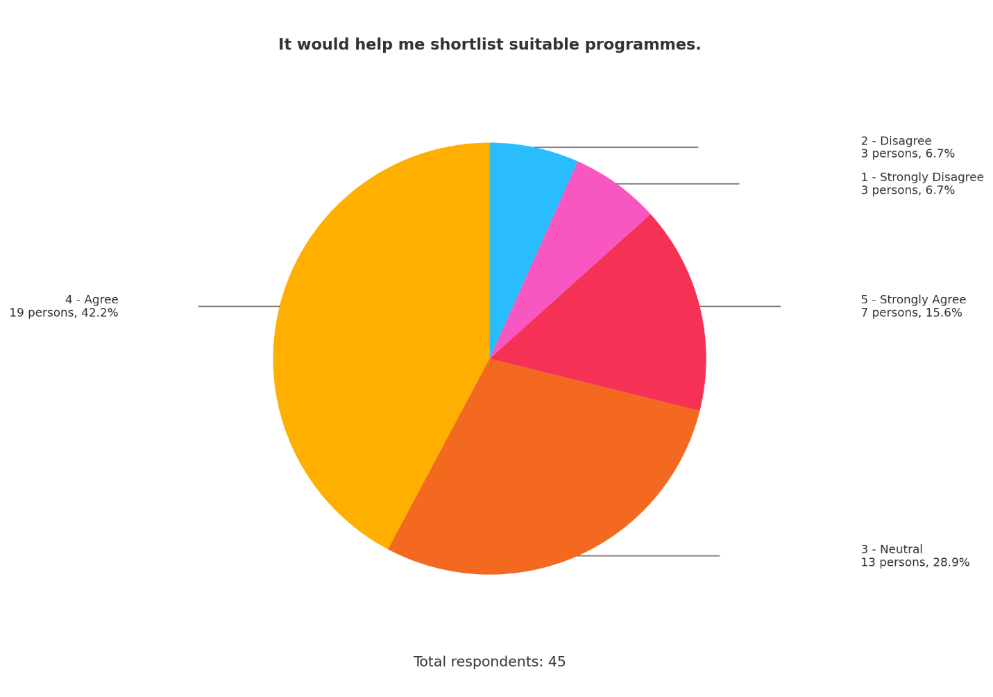 It would help me shortlist suitable programmes.
2 - Disagree
3 persons, 6.7%
1 - Strongly Disagree
3 persons, 6.7%
4 - Agree
19 persons, 42.2%
5 - Strongly Agree
7 persons, 15.6%
3 - Neutral
13 persons, 28.9%
Total respondents: 45